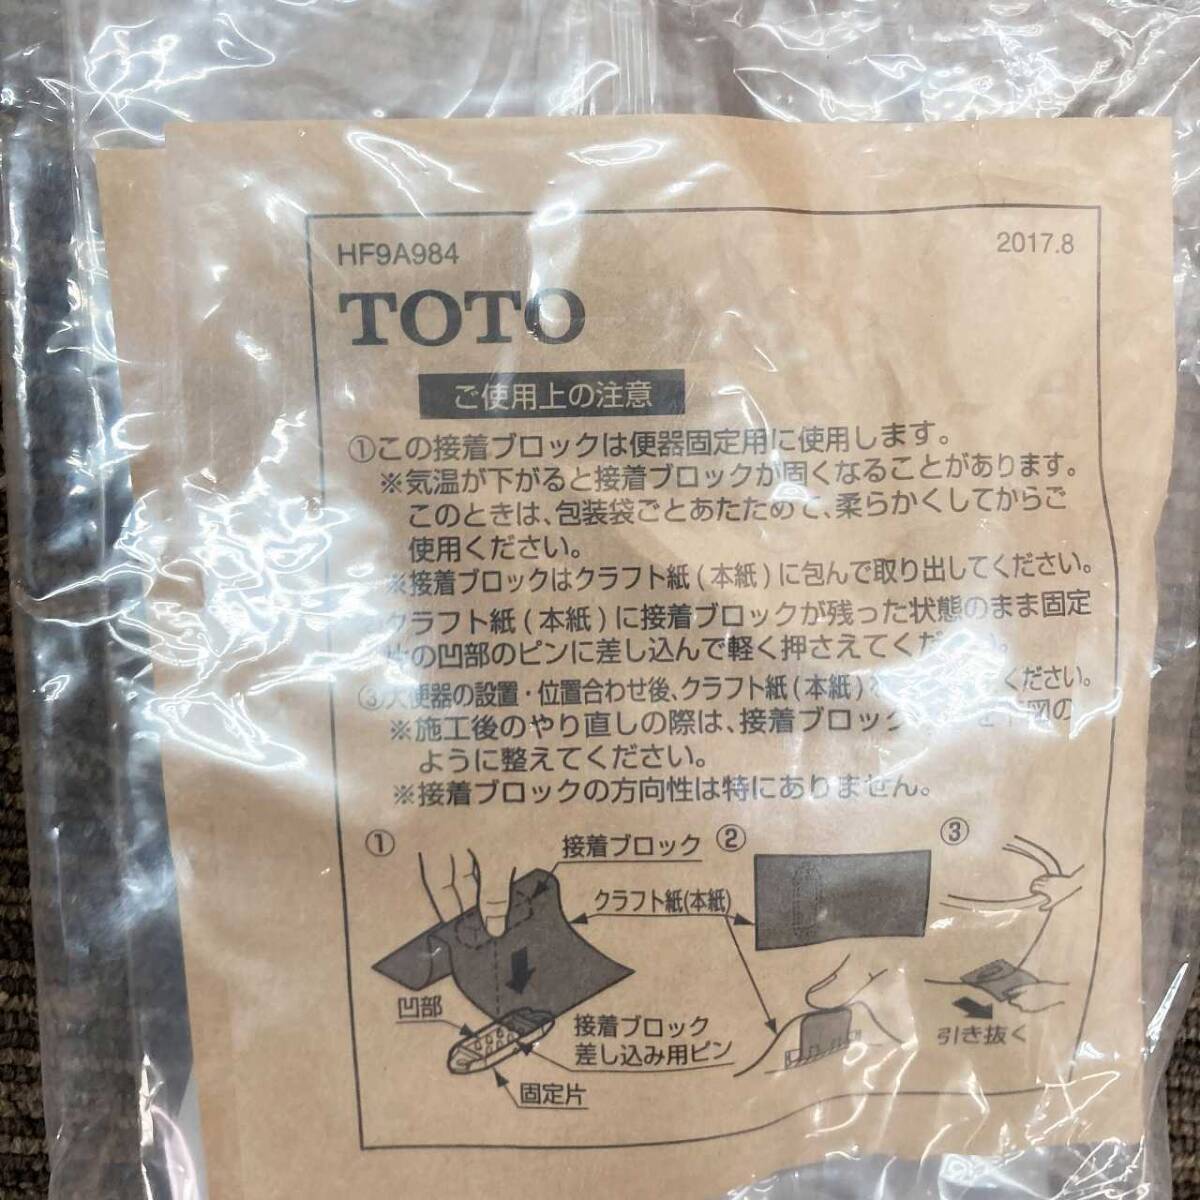 HF9A984
2017.8
TOTO
ご使用上の注意
①この接着ブロックは便器固定用に使用します。
※気温が下がると接着ブロックが固くなることがあります。
このときは、包装袋ごとあたためて、柔らかくしてからご
使用ください。
※接着ブロックはクラフト紙(本紙)に包んで取り出してください。
クラフト紙(本紙)に接着ブロックが残った状態のまま固定
片の凹部のピンに差し込んで軽く押さえてください。
③大便器の設置・位置合わせ後、クラフト紙(本紙)を ください。
※施工後のやり直しの際は、接着ブロック 下図の
ように整えてください。
※接着ブロックの方向性は特にありません。
①
接着ブロック
②
③
クラフト紙(本紙)
凹部
接着ブロック
差し込み用ピン
固定片
引き抜く